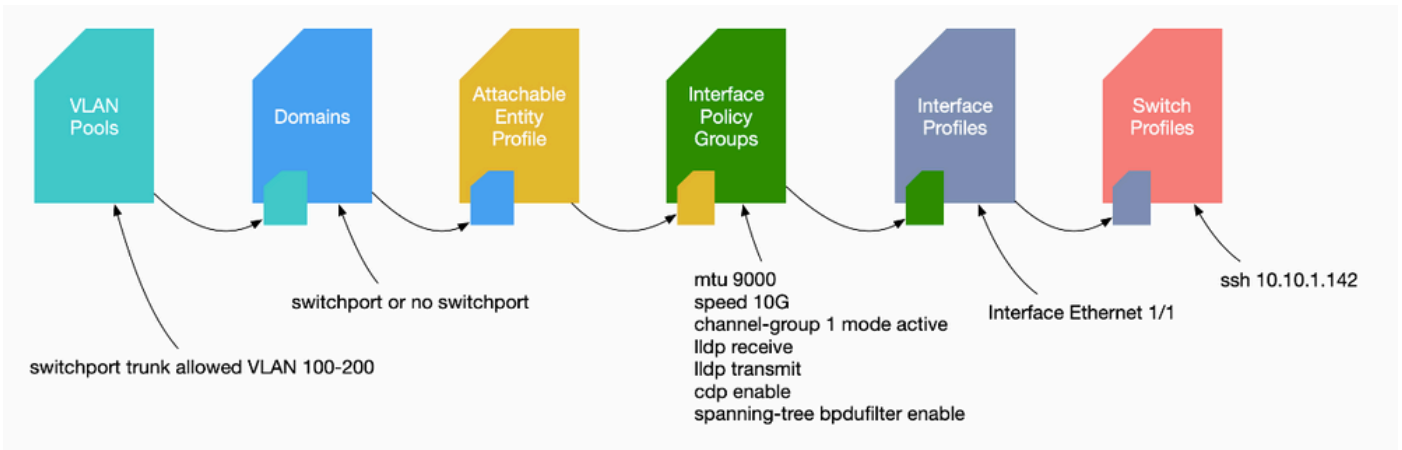 VLAN
Pools
Domains
Attachable
Entity
Profile
Interface
Policy
Groups
Interface
Profiles
Switch
Profiles
switchport trunk allowed VLAN 100-200
switchport or no switchport
mtu 9000
speed 10G
channel-group 1 mode active
lldp receive
lldp transmit
cdp enable
spanning-tree bpdufilter enable
Interface Ethernet 1/1
ssh 10.10.1.142